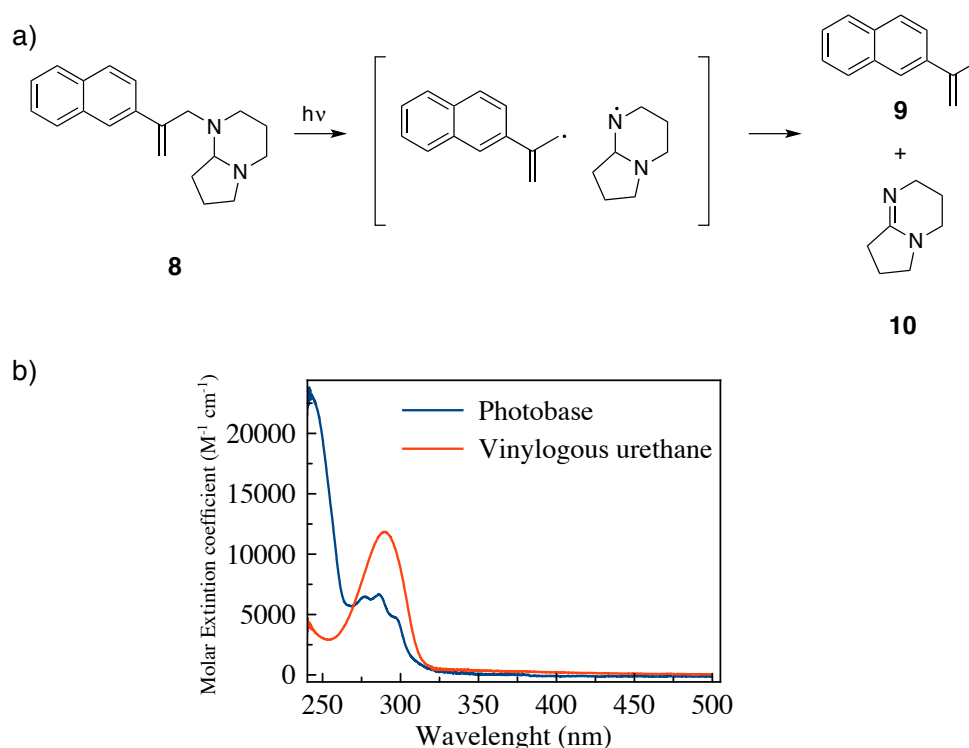 a)
N
N
8
hν
N
N
9
+
N
N
10
b)
Molar Extintion coefficient (M-1 cm-1)
20000
15000
10000
5000
0
Photobase
Vinylogous urethane
250 300 350 400 450 500
Wavelenght (nm)